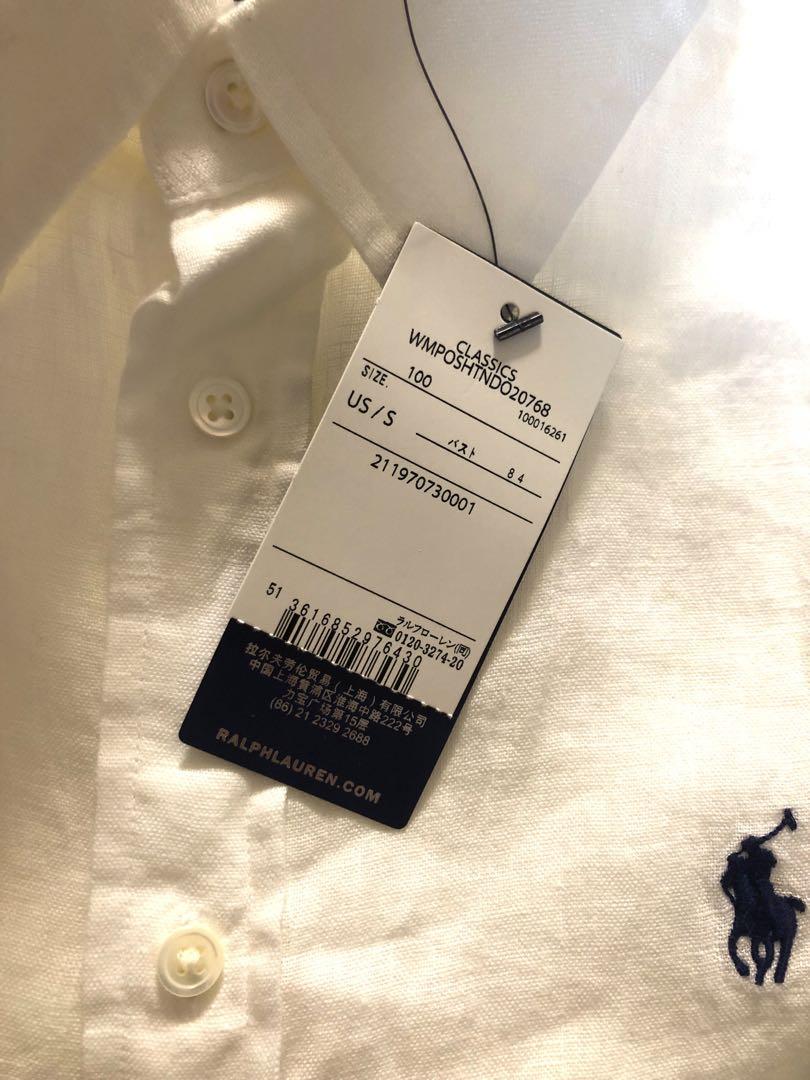 CLASSICS
WMPOSHTNDO20768
100016261
SIZE. 100
US/S
バスト 84
211970730001
51
3616852976430
ラルフローレン(同)
0120-3274-20
拉尔夫劳伦贸易(上海)有限公司
中国上海黄浦区淮海中路222号
力宝广场第15层
(86) 21 2329 2688
RALPHLAUREN.COM